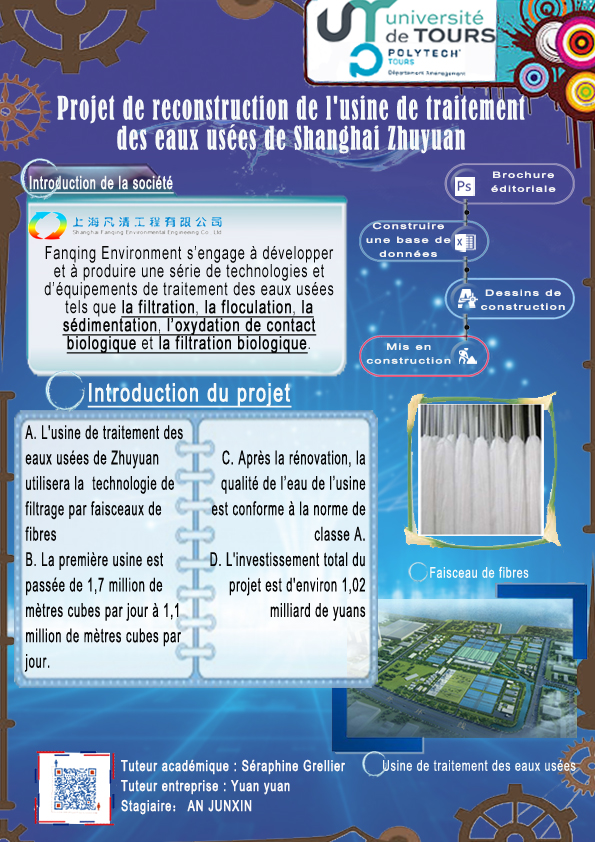 université
de TOURS
POLYTECH®
TOURS
Département Aménagement
Projet de reconstruction de l'usine de traitement
des eaux usées de Shanghai Zhuyuan
Introduction de la société
上海凡清工程有限公司
Shanghai Fanqing Environmental Engineering Co., Ltd
Fanqing Environment s'engage à développer
et à produire une série de technologies et
d'équipements de traitement des eaux usées
tels que la filtration, la floculation, la
sédimentation, l'oxydation de contact
biologique et la filtration biologique.
Ps
Brochure
éditoriale
Construire
une base de
données
Dessins de
construction
Mis en
construction
Introduction du projet
A. L'usine de traitement des
eaux usées de Zhuyuan
utilisera la technologie de
filtrage par faisceaux de
fibres
B. La première usine est
passée de 1,7 million de
mètres cubes par jour à 1,1
million de mètres cubes par
jour.
C. Après la rénovation, la
qualité de l'eau de l'usine
est conforme à la norme de
classe A.
D. L'investissement total du
projet est d'environ 1,02
milliard de yuans
Faisceau de fibres
Usine de traitement des eaux usées
Tuteur académique : Séraphine Grellier
Tuteur entreprise : Yuan yuan
Stagiaire： AN JUNXIN